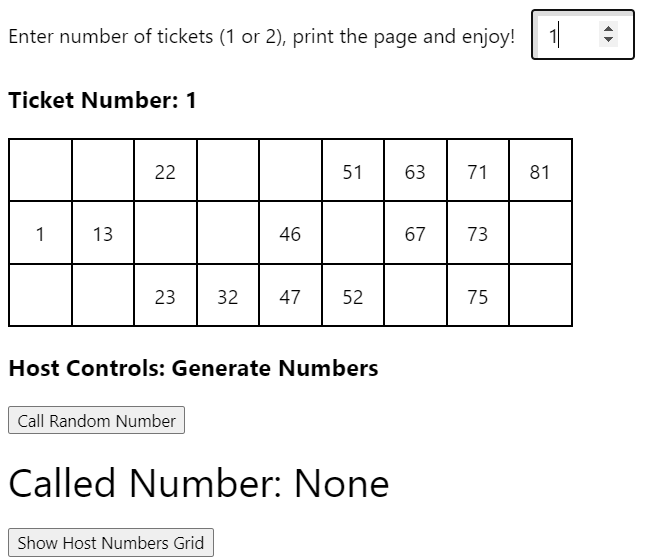 Enter number of tickets (1 or 2), print the page and enjoy! 1
Ticket Number: 1
22 51 63 71 81
1 13 46 67 73
23 32 47 52 75
Host Controls: Generate Numbers
Call Random Number
Called Number: None
Show Host Numbers Grid